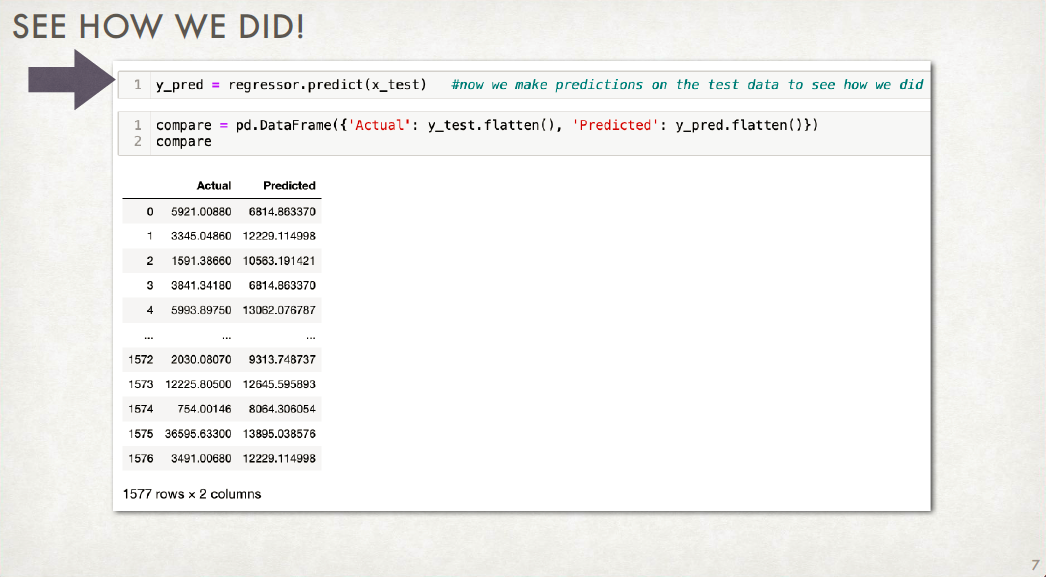 SEE HOW WE DID!
1 y_pred = regressor.predict(x_test) #now we make predictions on the test data to see how we did
1 compare = pd.DataFrame({'Actual': y_test.flatten(), 'Predicted': y_pred.flatten()})
2 compare
Actual Predicted
0 5921.00880 6814.863370
1 3345.04860 12229.114998
2 1591.38660 10563.191421
3 3841.34180 6814.863370
4 5993.89750 13062.076787
... ... ...
1572 2030.08070 9313.748737
1573 12225.80500 12645.595893
1574 754.00146 8064.306054
1575 36595.63300 13895.038576
1576 3491.00680 12229.114998
1577 rows × 2 columns
7